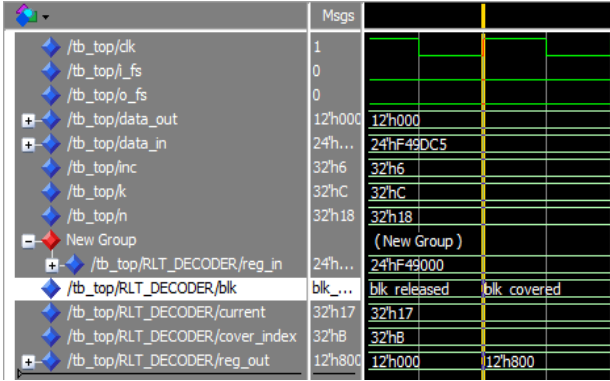 Msgs
/tb_top/clk 1
/tb_top/i_fs 0
/tb_top/o_fs 0
/tb_top/data_out 12'h000 12'h000
/tb_top/data_in 24'h... 24'hF49DC5
/tb_top/inc 32'h6 32'h6
/tb_top/k 32'hC 32'hC
/tb_top/n 32'h18 32'h18
New Group ( New Group )
/tb_top/RLT_DECODER/reg_in 24'h... 24'hF49000
/tb_top/RLT_DECODER/blk blk_... blk_released blk_covered
/tb_top/RLT_DECODER/current 32'h17 32'h17
/tb_top/RLT_DECODER/cover_index 32'hB 32'hB
/tb_top/RLT_DECODER/reg_out 12'h800 12'h000 12'h800